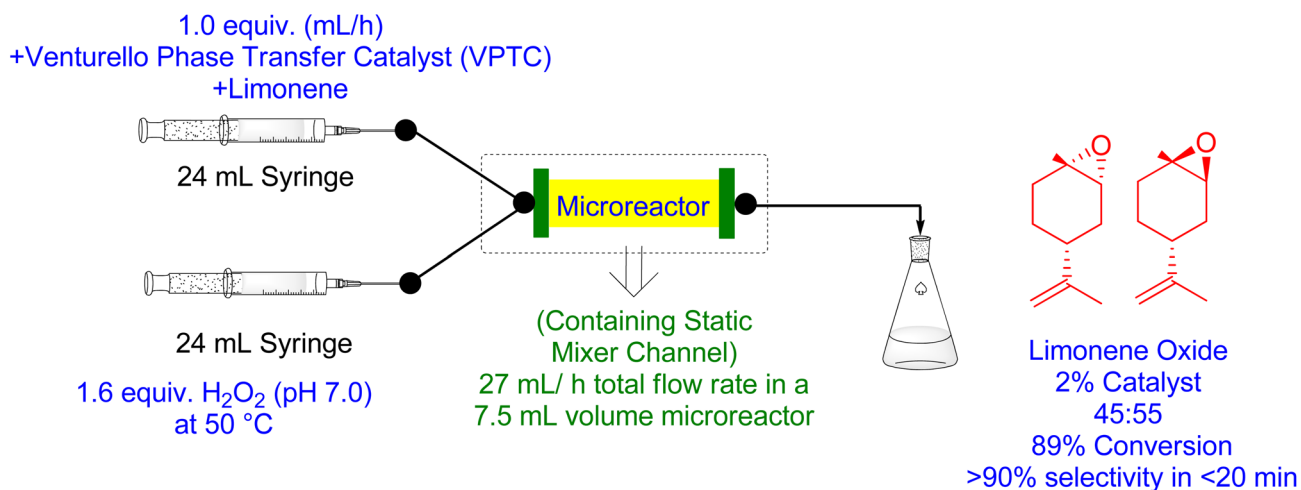 1.0 equiv. (mL/h)
+Venturello Phase Transfer Catalyst (VPTC)
+Limonene
24 mL Syringe
24 mL Syringe
1.6 equiv. H₂O₂ (pH 7.0)
at 50 °C
Microreactor
(Containing Static
Mixer Channel)
27 mL/ h total flow rate in a
7.5 mL volume microreactor
O
O
Limonene Oxide
2% Catalyst
45:55
89% Conversion
>90% selectivity in <20 min